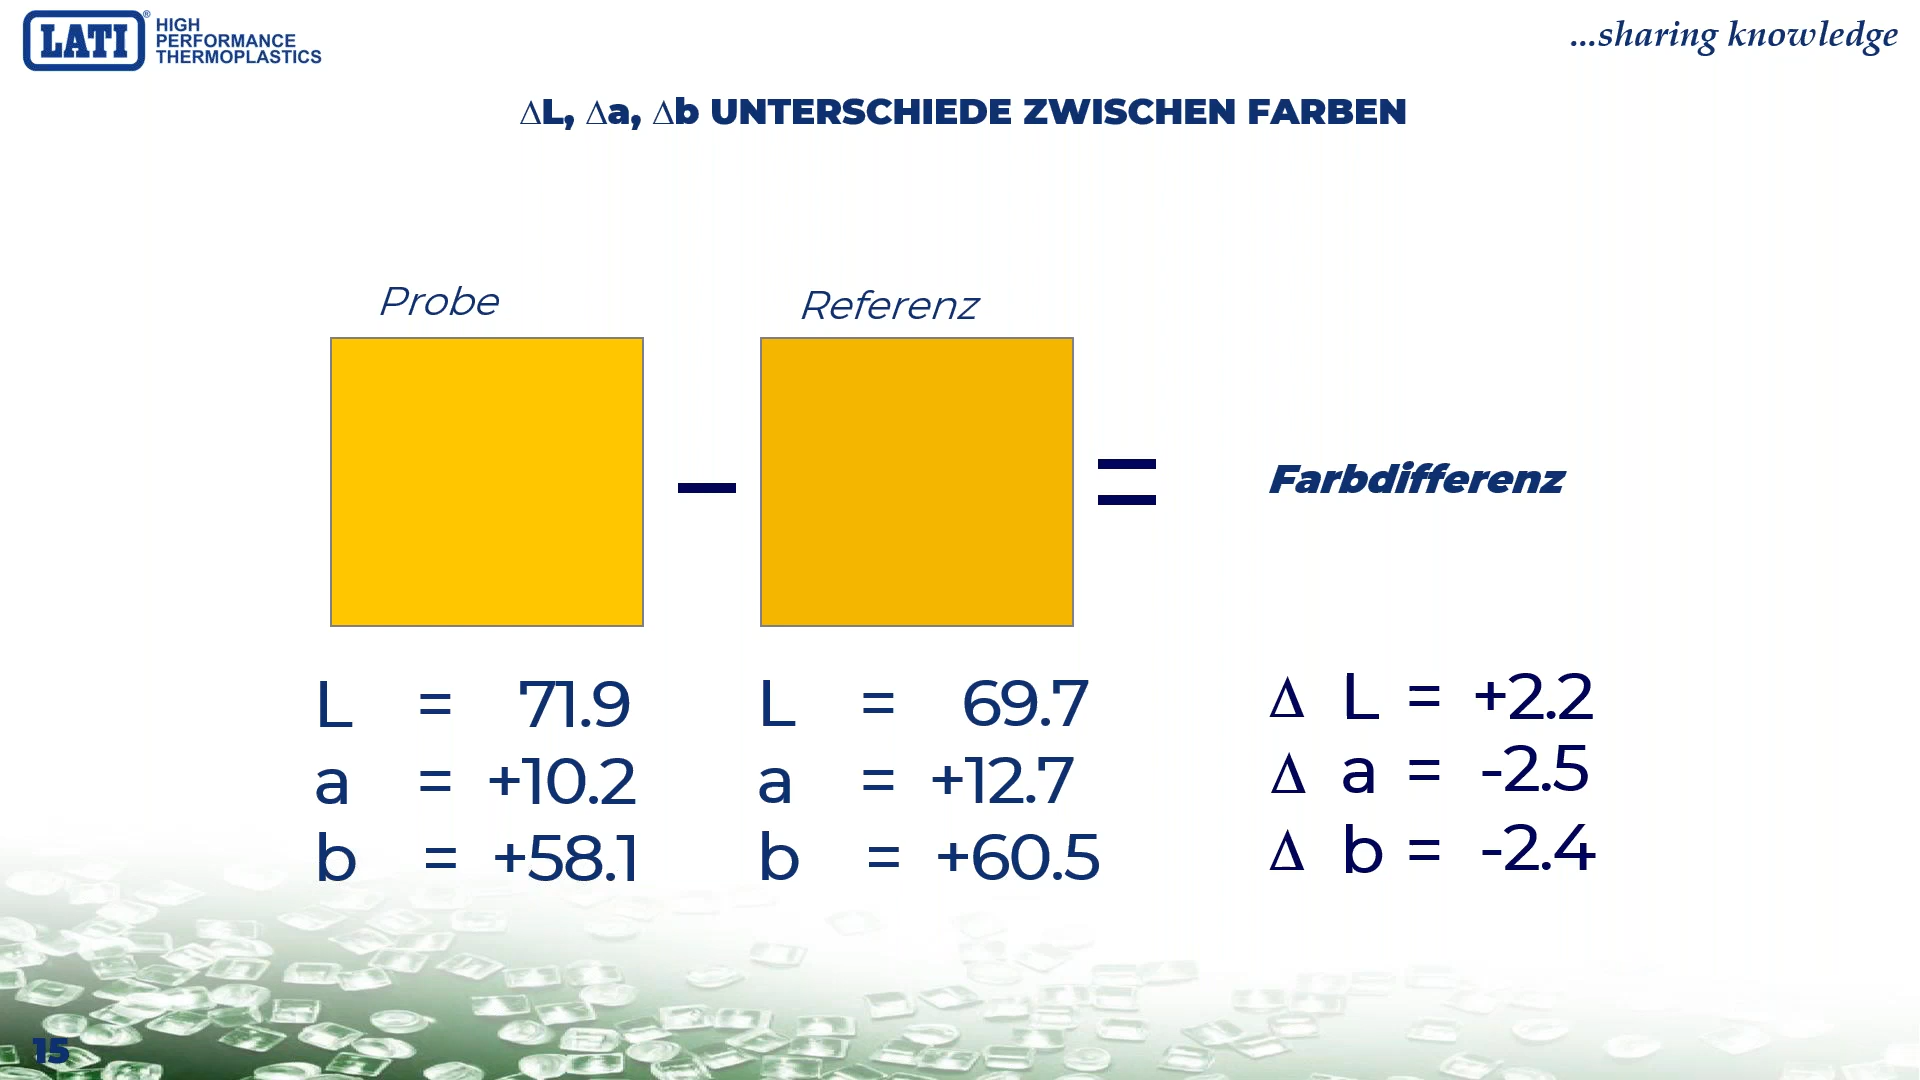 LATI®
HIGH
PERFORMANCE
THERMOPLASTICS
...sharing knowledge
ΔL, Δa, Δb UNTERSCHIEDE ZWISCHEN FARBEN
Probe
Referenz
–
=
Farbdifferenz
L = 71.9
a = +10.2
b = +58.1
L = 69.7
a = +12.7
b = +60.5
Δ L = +2.2
Δ a = -2.5
Δ b = -2.4
15